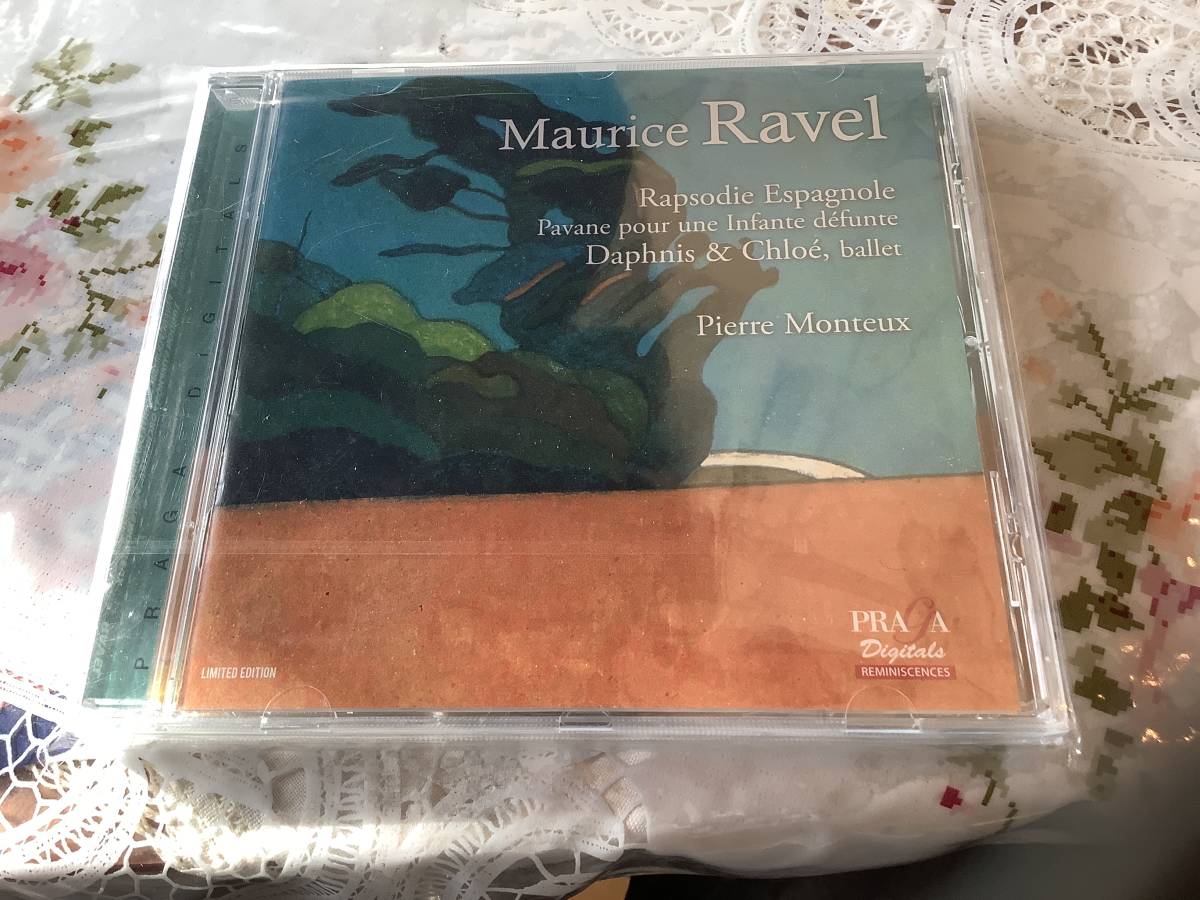 Maurice Ravel
Rapsodie Espagnole
Pavane pour une Infante défunte
Daphnis & Chloé, ballet
Pierre Monteux
PRAGA DIGITALS
LIMITED EDITION
PRAGA
Digitals
REMINISCENCES